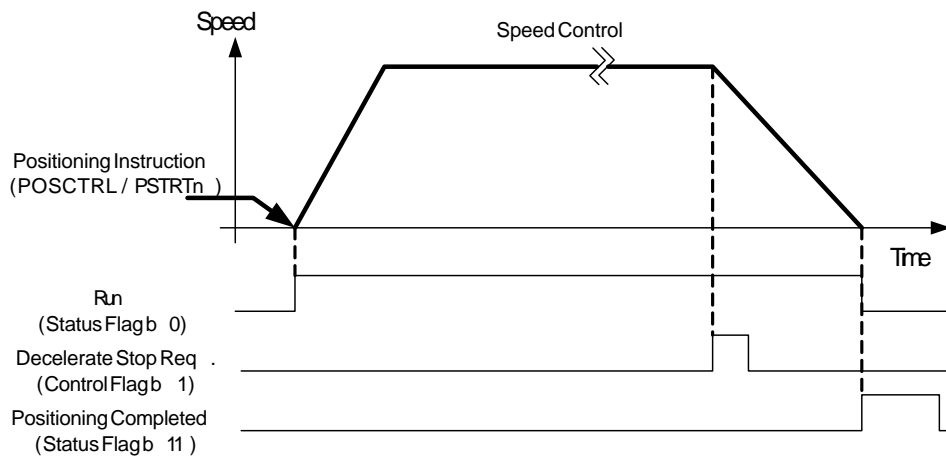 Speed
Speed Control
Positioning Instruction
(POSCTRL / PSTRTn )
Time
Run
(Status Flag b 0)
Decelerate Stop Req .
(Control Flag b 1)
Positioning Completed
(Status Flag b 11)